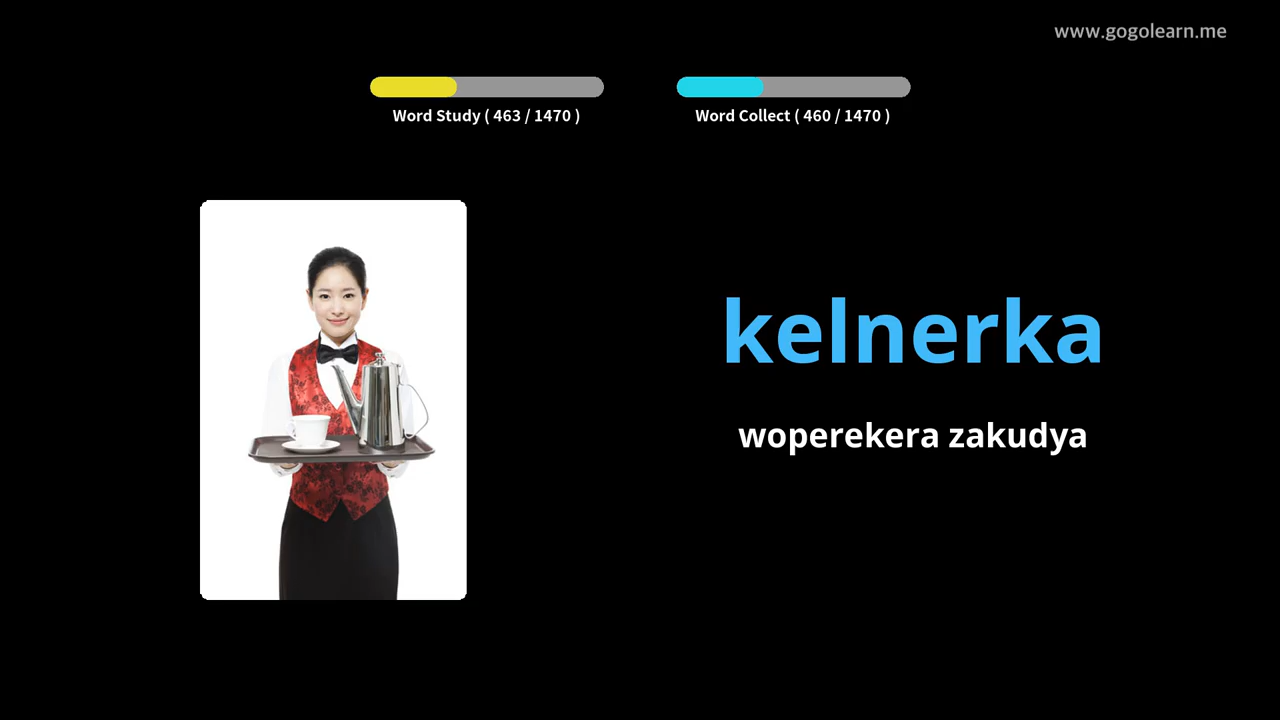 www.gogolearn.me
Word Study ( 463 / 1470 )
Word Collect ( 460 / 1470 )
kelnerka
woperekera zakudya